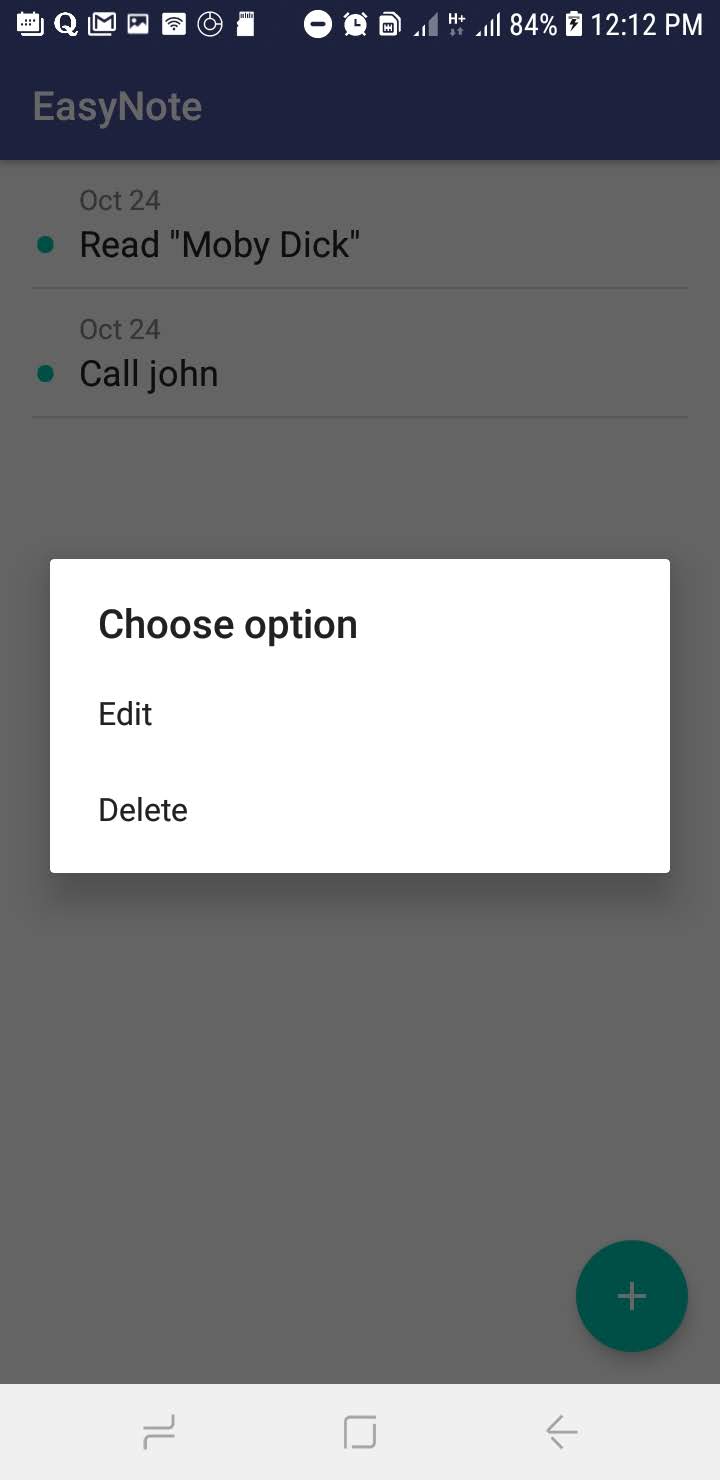 84% 12:12 PM
EasyNote
Oct 24
Read "Moby Dick"
Oct 24
Call john
Choose option
Edit
Delete